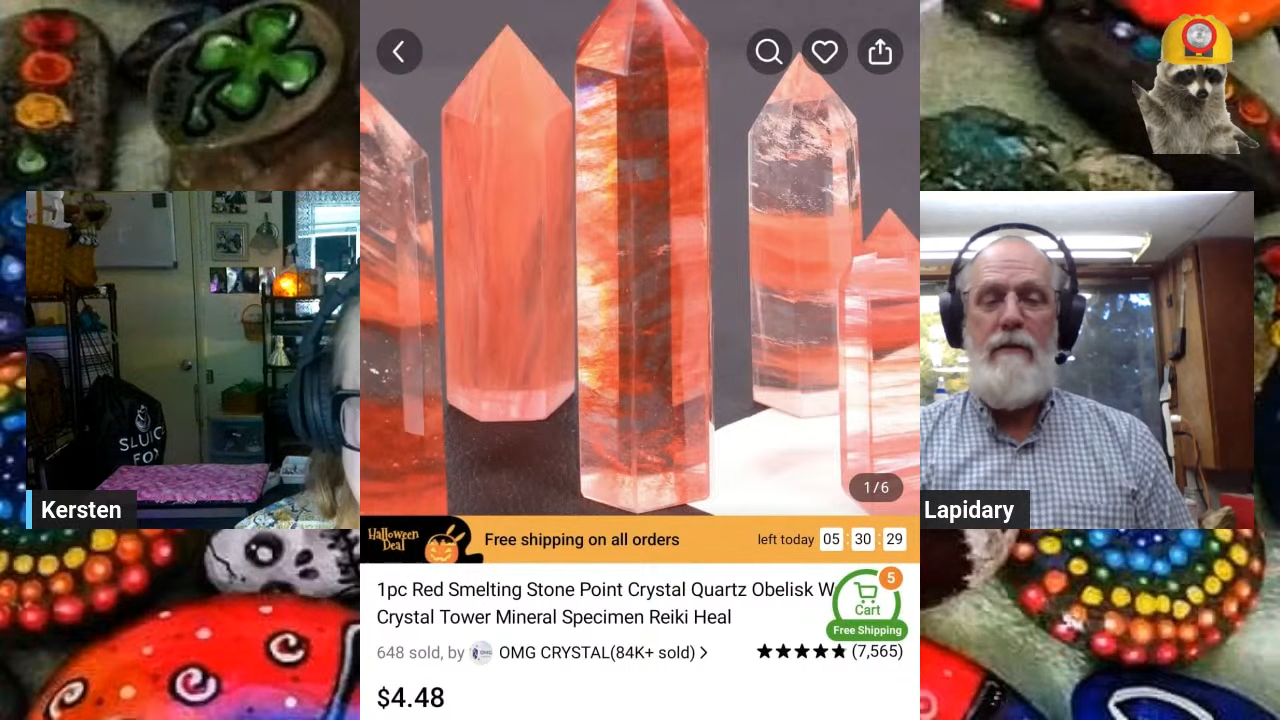 SLUIC
FOX
Kersten
Lapidary
1/6
Halloween
Deal
Free shipping on all orders
left today 05 : 30 : 29
1pc Red Smelting Stone Point Crystal Quartz Obelisk W
Crystal Tower Mineral Specimen Reiki Heal
5
Cart
Free Shipping
648 sold, by OMG CRYSTAL(84K+ sold) >
(7,565)
$4.48